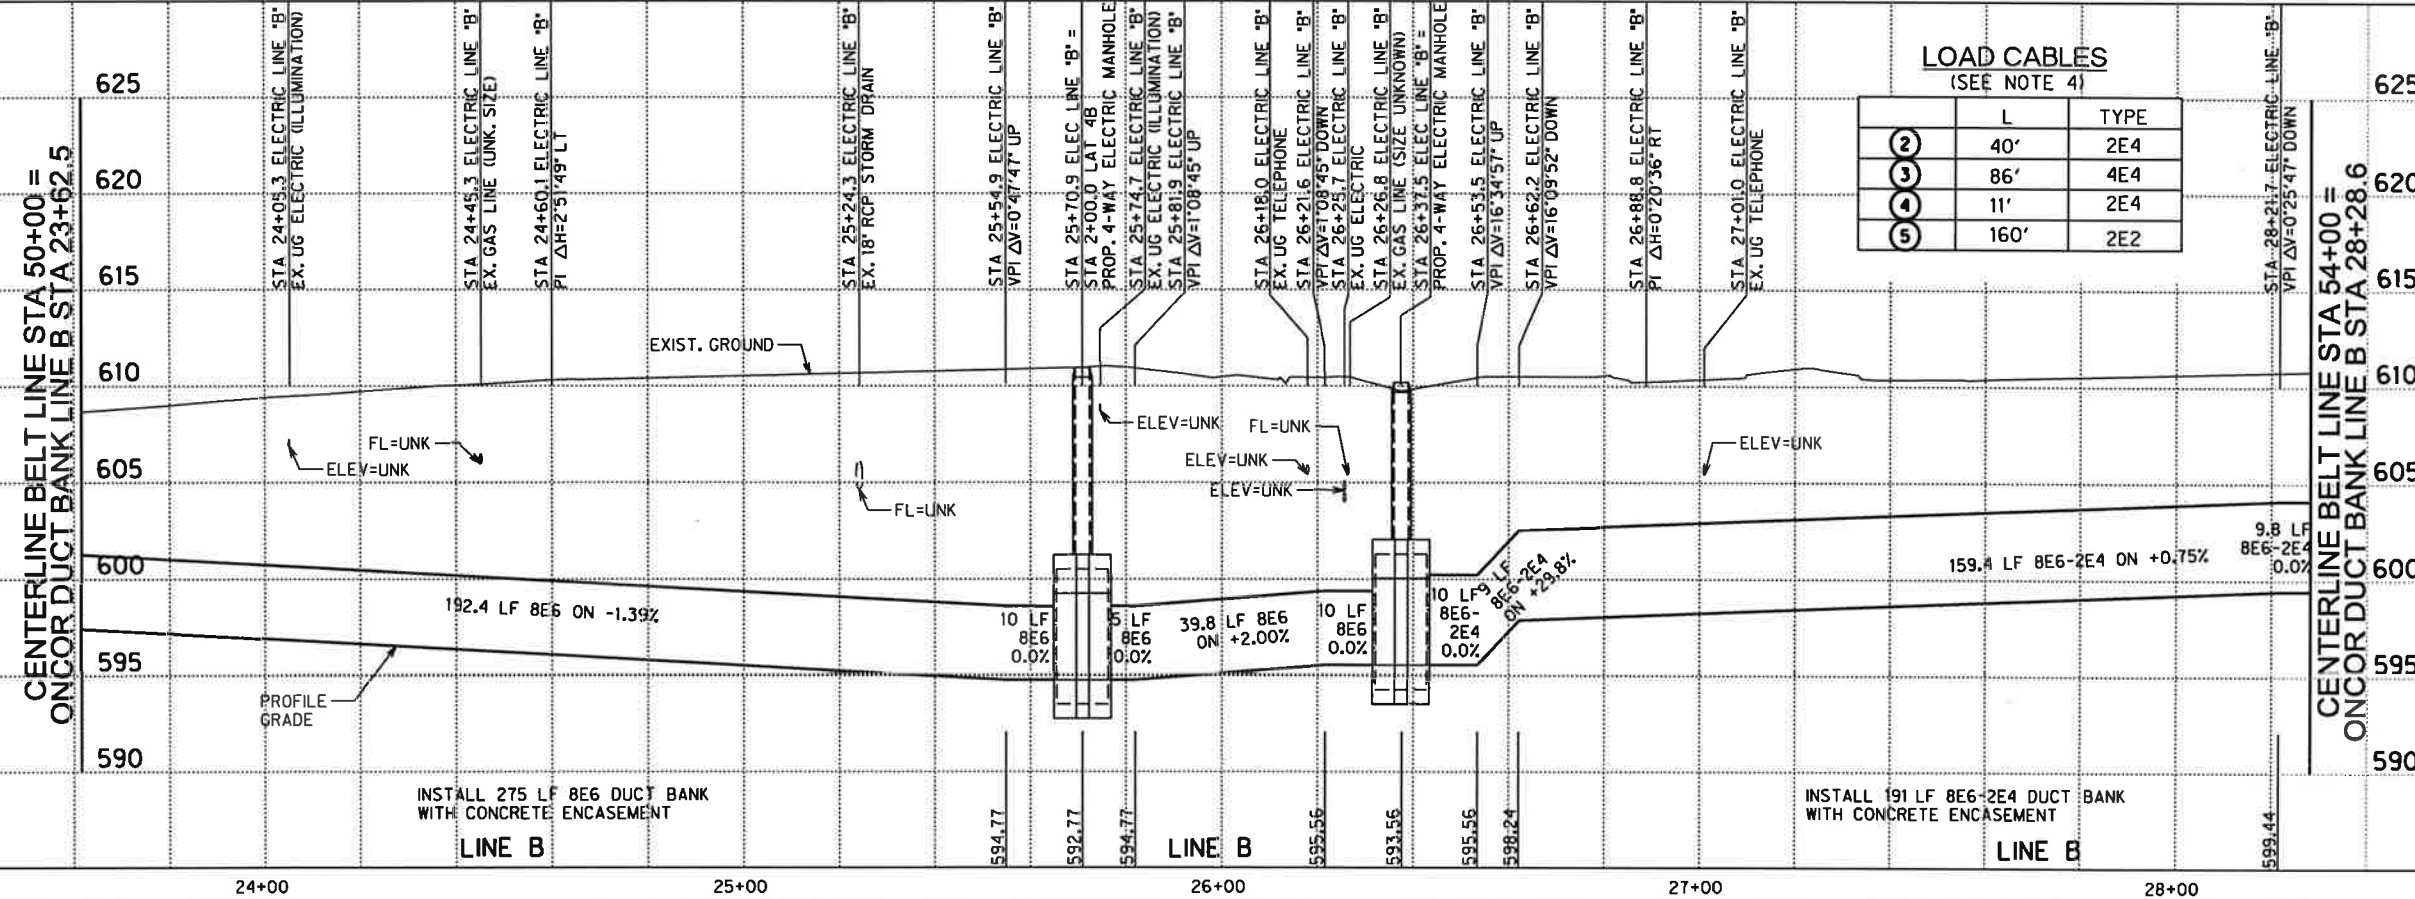 CENTERLINE BELT LINE STA 50+00 =
ONCOR DUCT BANK LINE B STA 23+62.5
625
620
615
610
605
600
595
590
STA 24+05.3 ELECTRIC LINE "B"
EX. UG ELECTRIC (ILLUMINATION)
STA 24+45.3 ELECTRIC LINE "B"
EX. GAS LINE (UNK. SIZE)
STA 24+60.1 ELECTRIC LINE "B"
PI ΔH=2°51'49" LT
STA 25+24.3 ELECTRIC LINE "B"
EX. 18" RCP STORM DRAIN
STA 25+54.9 ELECTRIC LINE "B"
VPI ΔV=0°47'47" UP
STA 25+70.9 ELEC LINE "B" =
STA 2+00.0 LAT 4B
PROP. 4-WAY ELECTRIC MANHOLE
STA 25+74.7 ELECTRIC LINE "B"
EX. UG ELECTRIC (ILLUMINATION)
STA 25+81.9 ELECTRIC LINE "B"
VPI ΔV=1°08'45" UP
STA 26+18.0 ELECTRIC LINE "B"
EX. UG TELEPHONE
STA 26+21.6 ELECTRIC LINE "B"
VPI ΔV=1°08'45" DOWN
STA 26+25.7 ELECTRIC LINE "B"
EX. UG ELECTRIC
STA 26+26.8 ELECTRIC LINE "B"
EX. GAS LINE (SIZE UNKNOWN)
STA 26+37.5 ELEC LINE "B" =
PROP. 4-WAY ELECTRIC MANHOLE
STA 26+53.5 ELECTRIC LINE "B"
VPI ΔV=16°34'57" UP
STA 26+62.2 ELECTRIC LINE "B"
VPI ΔV=16°09'52" DOWN
STA 26+88.8 ELECTRIC LINE "B"
PI ΔH=0°20'36" RT
STA 27+01.0 ELECTRIC LINE "B"
EX. UG TELEPHONE
LOAD CABLES
(SEE NOTE 4)
L TYPE
2 40' 2E4
3 86' 4E4
4 11' 2E4
5 160' 2E2
STA 28+21.7 ELECTRIC LINE "B"
VPI ΔV=0°25'47" DOWN
625
620
615
610
605
600
595
590
CENTERLINE BELT LINE STA 54+00 =
ONCOR DUCT BANK LINE B STA 28+28.6
EXIST. GROUND
FL=UNK
ELEV=UNK
FL=UNK
ELEV=UNK
FL=UNK
ELEV=UNK
ELEV=UNK
ELEV=UNK
192.4 LF 8E6 ON -1.39%
10 LF
8E6
0.0%
5 LF
8E6
0.0%
39.8 LF 8E6
ON +2.00%
10 LF
8E6
0.0%
10 LF
8E6-
2E4
0.0%
9 LF
8E6-2E4
ON +29.8%
159.4 LF 8E6-2E4 ON +0.75%
9.8 LF
8E6-2E4
0.0%
PROFILE
GRADE
INSTALL 275 LF 8E6 DUCT BANK
WITH CONCRETE ENCASEMENT
LINE B
594.77
592.77
594.77
LINE B
595.56
593.56
595.56
598.24
INSTALL 191 LF 8E6-2E4 DUCT BANK
WITH CONCRETE ENCASEMENT
LINE B
599.44
24+00
25+00
26+00
27+00
28+00